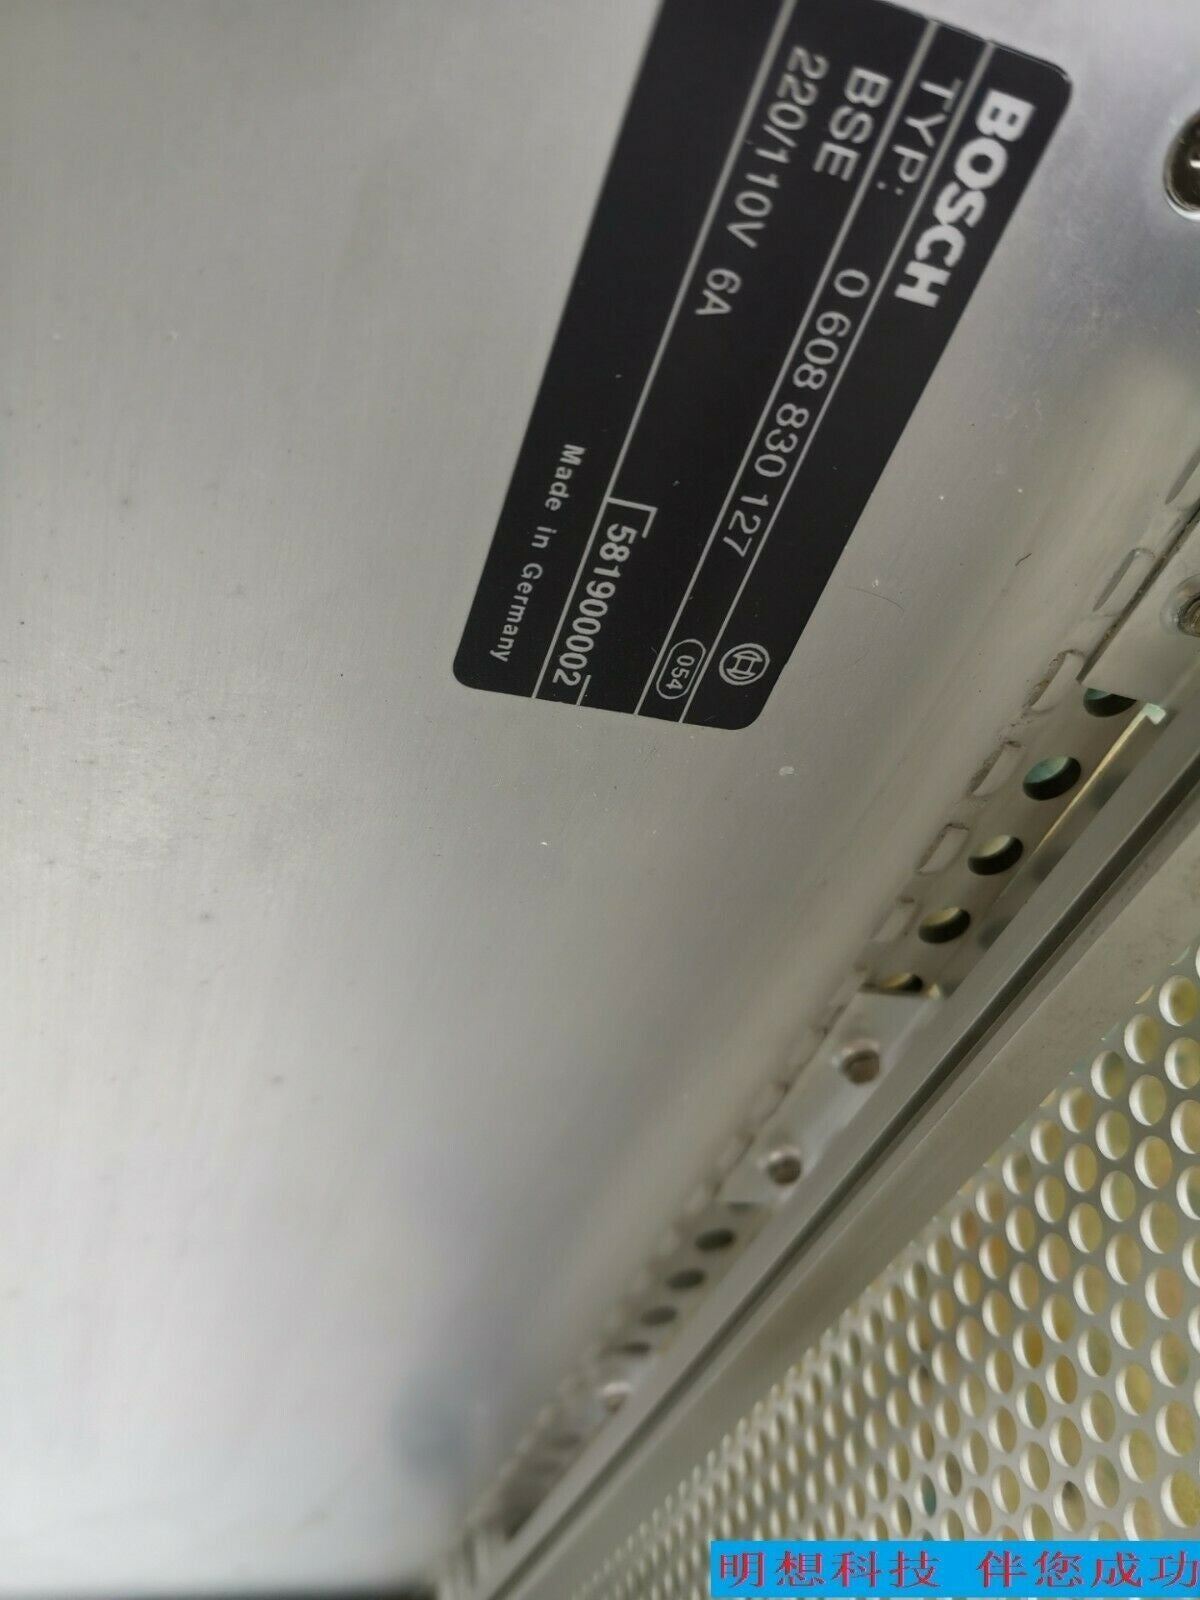 BOSCH
TYP: 0 608 830 127
BSE
054
220/110V 6A
581900002
Made in Germany
明想科技 伴您成功